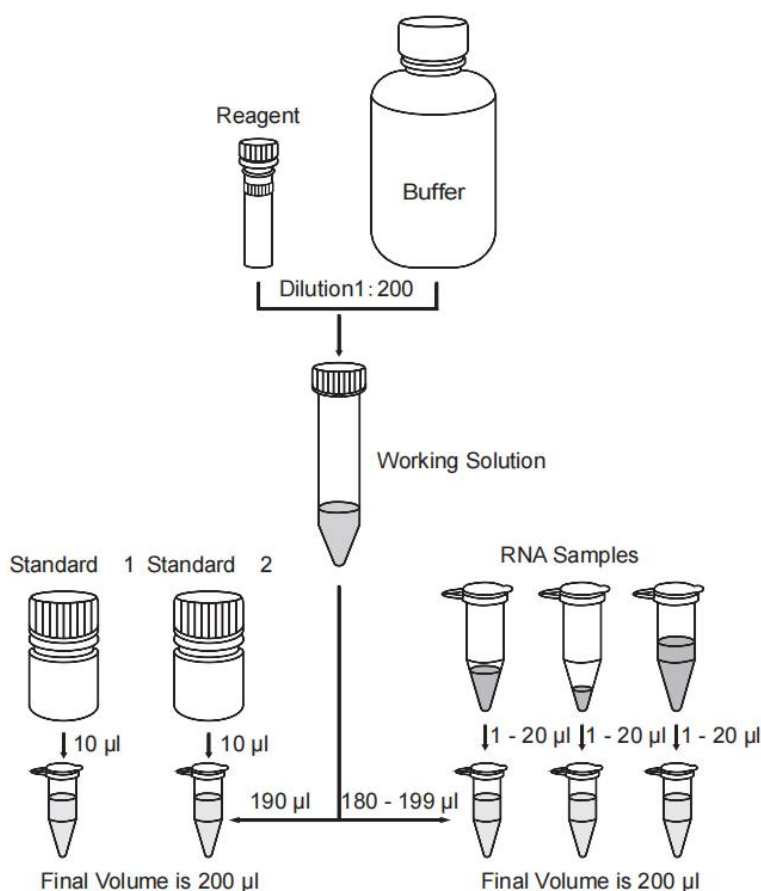 Reagent
Buffer
Dilution1: 200
Working Solution
Standard 1 Standard 2
RNA Samples
10 µl 10 µl
1 - 20 µl 1 - 20 µl 1 - 20 µl
190 µl 180 - 199 µl
Final Volume is 200 µl Final Volume is 200 µl